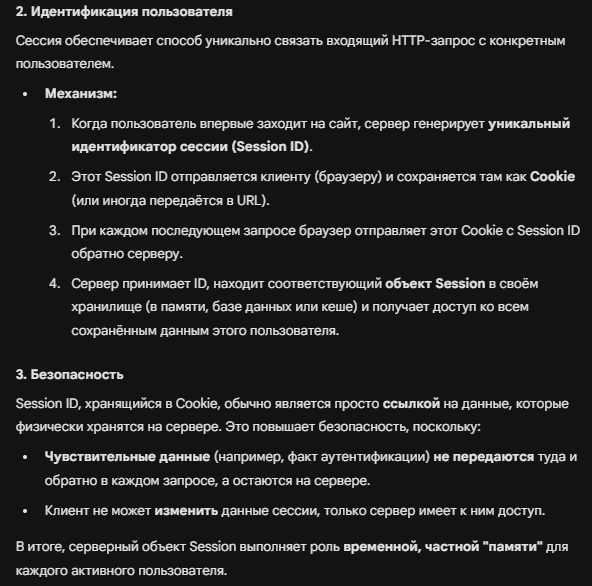 2. Идентификация пользователя
Сессия обеспечивает способ уникально связать входящий HTTP-запрос с конкретным
пользователем.
• Механизм:
1. Когда пользователь впервые заходит на сайт, сервер генерирует уникальный
идентификатор сессии (Session ID).
2. Этот Session ID отправляется клиенту (браузеру) и сохраняется там как Cookie
(или иногда передаётся в URL).
3. При каждом последующем запросе браузер отправляет этот Cookie с Session ID
обратно серверу.
4. Сервер принимает ID, находит соответствующий объект Session в своём
хранилище (в памяти, базе данных или кеше) и получает доступ ко всем
сохранённым данным этого пользователя.
3. Безопасность
Session ID, хранящийся в Cookie, обычно является просто ссылкой на данные, которые
физически хранятся на сервере. Это повышает безопасность, поскольку:
• Чувствительные данные (например, факт аутентификации) не передаются туда и
обратно в каждом запросе, а остаются на сервере.
• Клиент не может изменить данные сессии, только сервер имеет к ним доступ.
В итоге, серверный объект Session выполняет роль временной, частной "памяти" для
каждого активного пользователя.